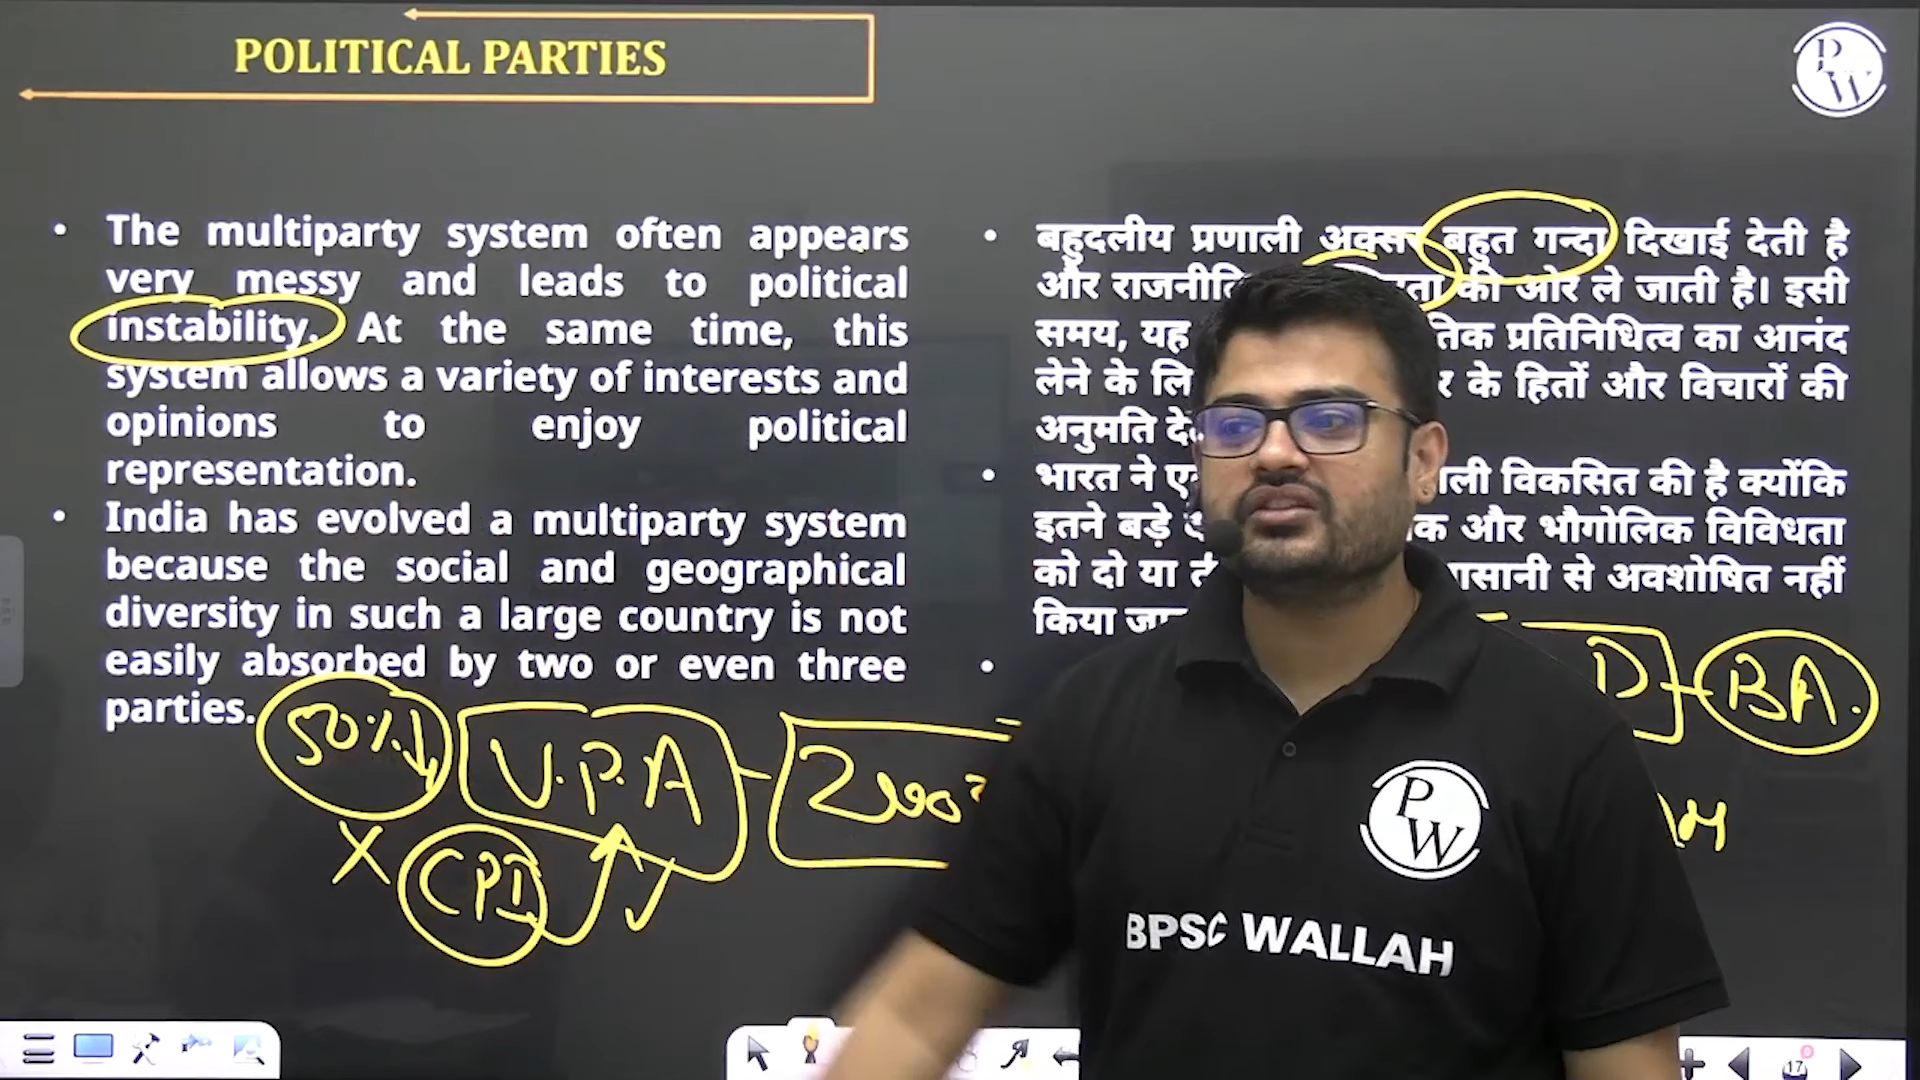 POLITICAL PARTIES
P
W
• The multiparty system often appears
very messy and leads to political
instability. At the same time, this
system allows a variety of interests and
opinions to enjoy political
representation.
• India has evolved a multiparty system
because the social and geographical
diversity in such a large country is not
easily absorbed by two or even three
parties.
• बहुदलीय प्रणाली अक्सर बहुत गन्दा दिखाई देती है
और की ओर ले जाती है। इसी
समय, यह प्रतिनिधित्व का आनंद
लेने के के हितों और विचारों की
अनुमति
• भारत ने विकसित की है क्योंकि
इतने बड़े और भौगोलिक विविधता
को दो या से अवशोषित नहीं
किया
50%↓
U.P.A
CPI
X
D
BA.
P
W
BPSC WALLAH
17